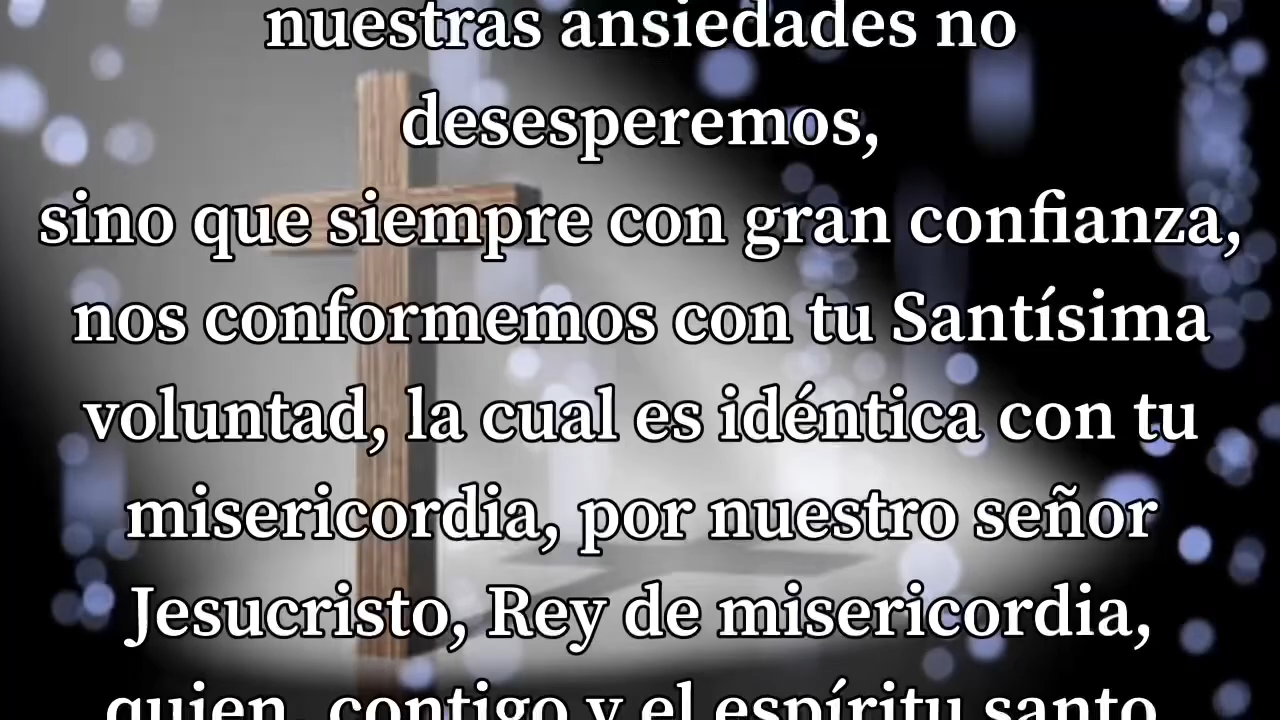 nuestras ansiedades no
desesperemos,
sino que siempre con gran confianza,
nos conformemos con tu Santísima
voluntad, la cual es idéntica con tu
misericordia, por nuestro señor
Jesucristo, Rey de misericordia,
quien, contigo y el espíritu santo